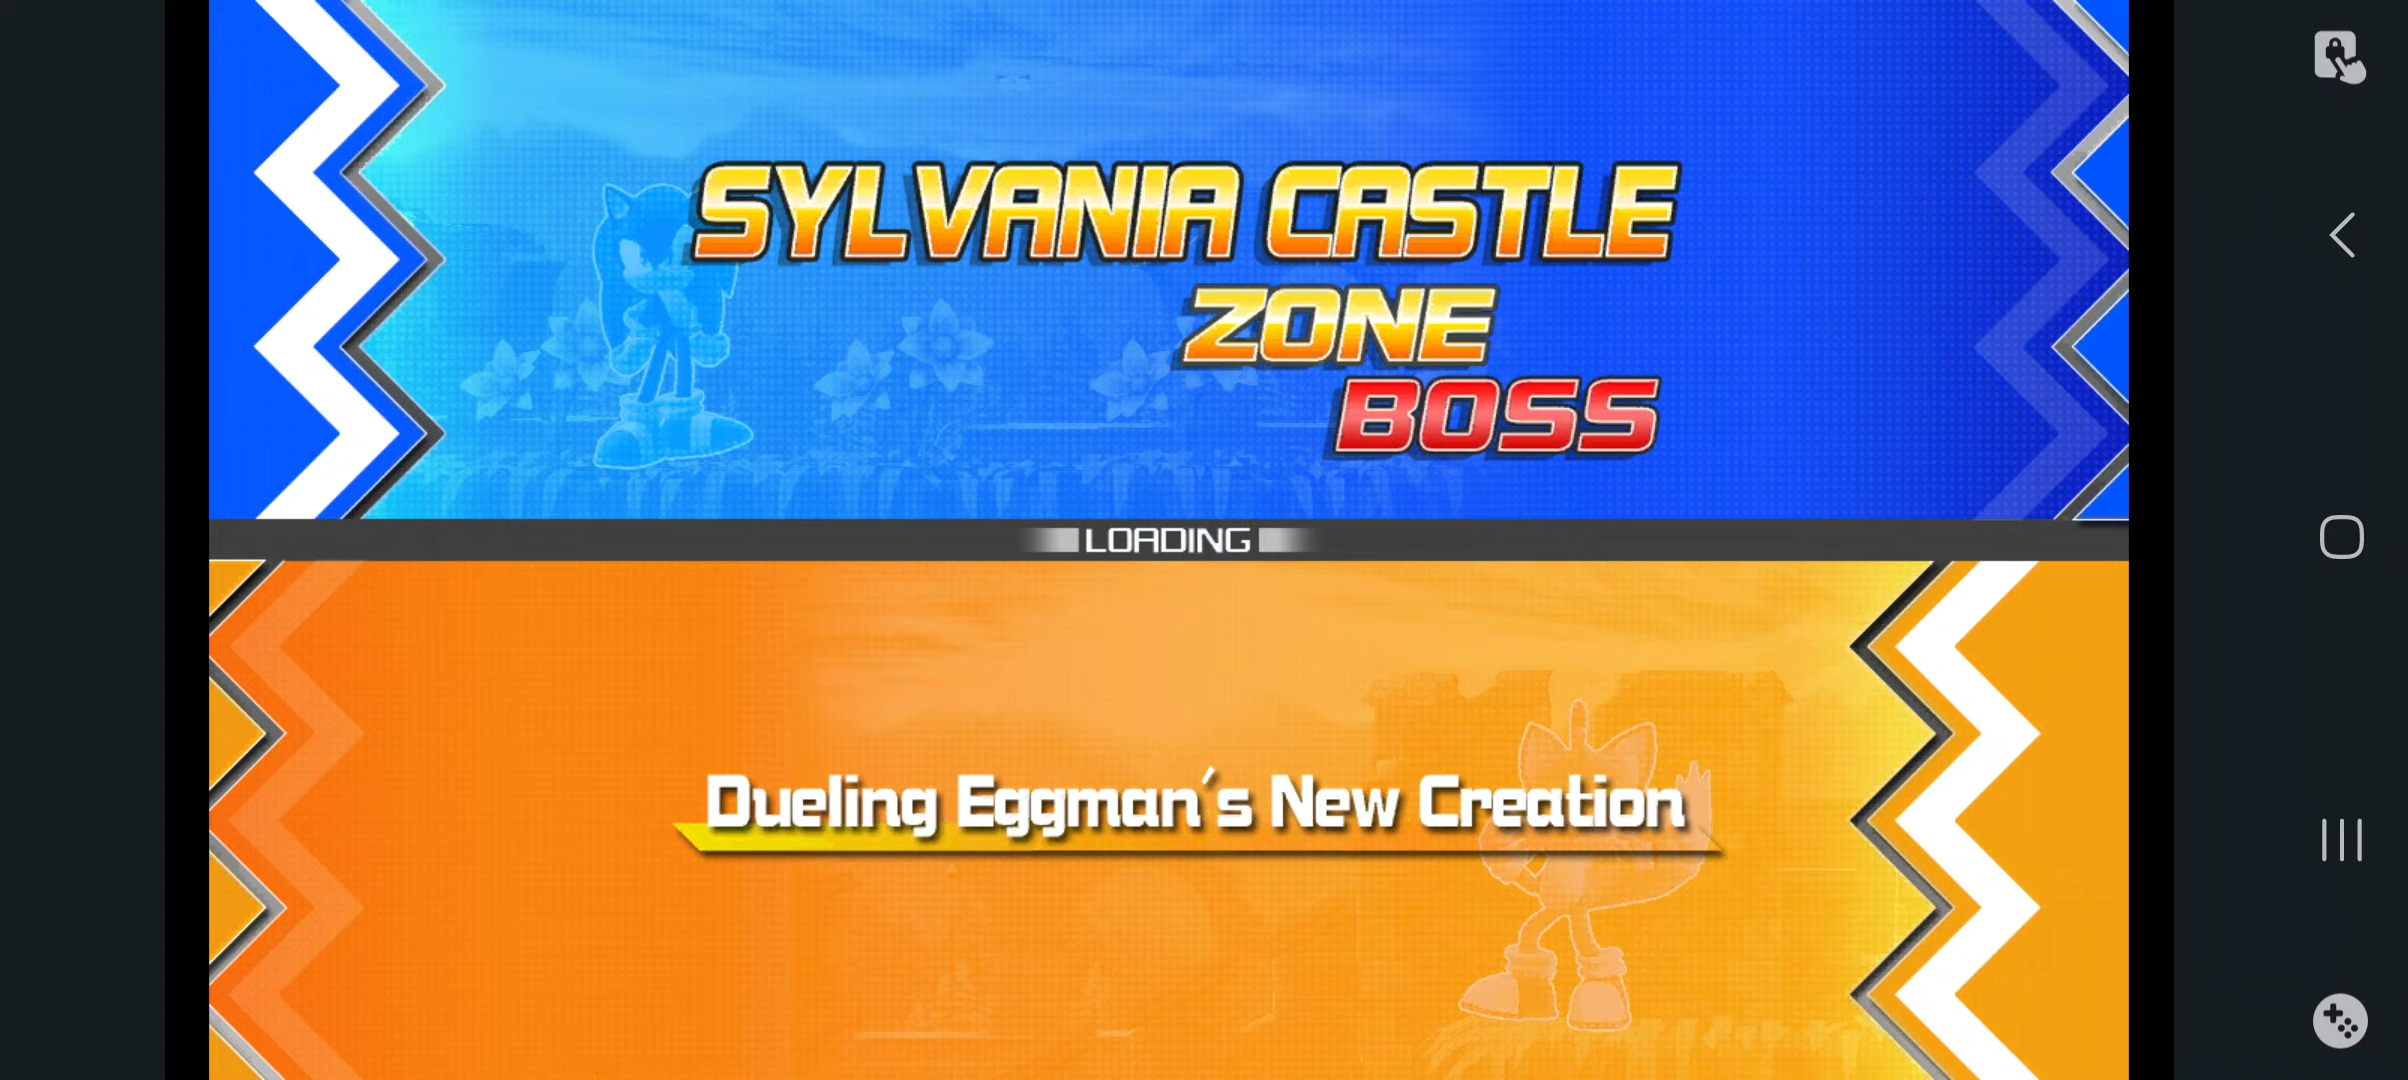 SYLVANIA CASTLE
ZONE
BOSS
LOADING
Dueling Eggman's New Creation